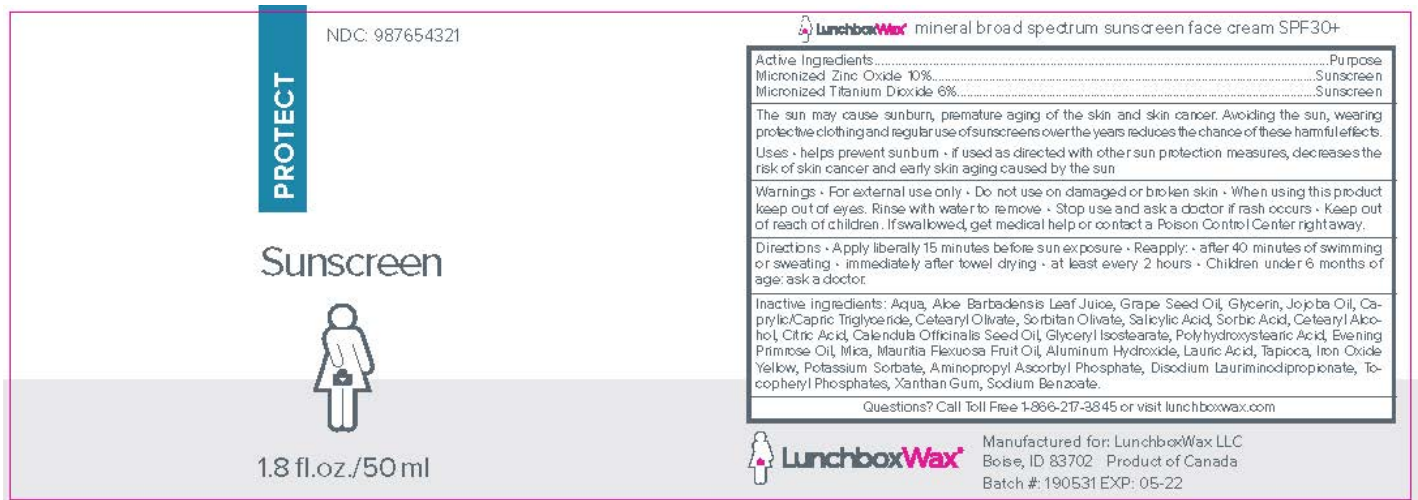 NDC: 987654321
PROTECT
Sunscreen
1.8 fl.oz./50 ml
LunchboxWax® mineral broad spectrum sunscreen face cream SPF30+
Active Ingredients..........Purpose
Micronized Zinc Oxide 10%..........Sunscreen
Micronized Titanium Dioxide 6%..........Sunscreen
The sun may cause sunburn, premature aging of the skin and skin cancer. Avoiding the sun, wearing
protective clothing and regular use of sunscreens over the years reduces the chance of these harmful effects.
Uses • helps prevent sunburn • if used as directed with other sun protection measures, decreases the
risk of skin cancer and early skin aging caused by the sun
Warnings • For external use only • Do not use on damaged or broken skin • When using this product
keep out of eyes. Rinse with water to remove • Stop use and ask a doctor if rash occurs • Keep out
of reach of children. If swallowed, get medical help or contact a Poison Control Center right away.
Directions • Apply liberally 15 minutes before sun exposure • Reapply: • after 40 minutes of swimming
or sweating • immediately after towel drying • at least every 2 hours • Children under 6 months of
age: ask a doctor.
Inactive ingredients: Aqua, Aloe Barbadensis Leaf Juice, Grape Seed Oil, Glycerin, Jojoba Oil, Ca-
prylic/Capric Triglyceride, Cetearyl Olivate, Sorbitan Olivate, Salicylic Acid, Sorbic Acid, Cetearyl Alco-
hol, Citric Acid, Calendula Officinalis Seed Oil, Glyceryl Isostearate, Polyhydroxystearic Acid, Evening
Primrose Oil, Mica, Mauritia Flexuosa Fruit Oil, Aluminum Hydroxide, Lauric Acid, Tapioca, Iron Oxide
Yellow, Potassium Sorbate, Aminopropyl Ascorbyl Phosphate, Disodium Lauriminodipropionate, To-
copheryl Phosphates, Xanthan Gum, Sodium Benzoate.
Questions? Call Toll Free 1-866-217-3845 or visit lunchboxwax.com
LunchboxWax®
Manufactured for: LunchboxWax LLC
Boise, ID 83702 Product of Canada
Batch #: 190531 EXP: 05-22